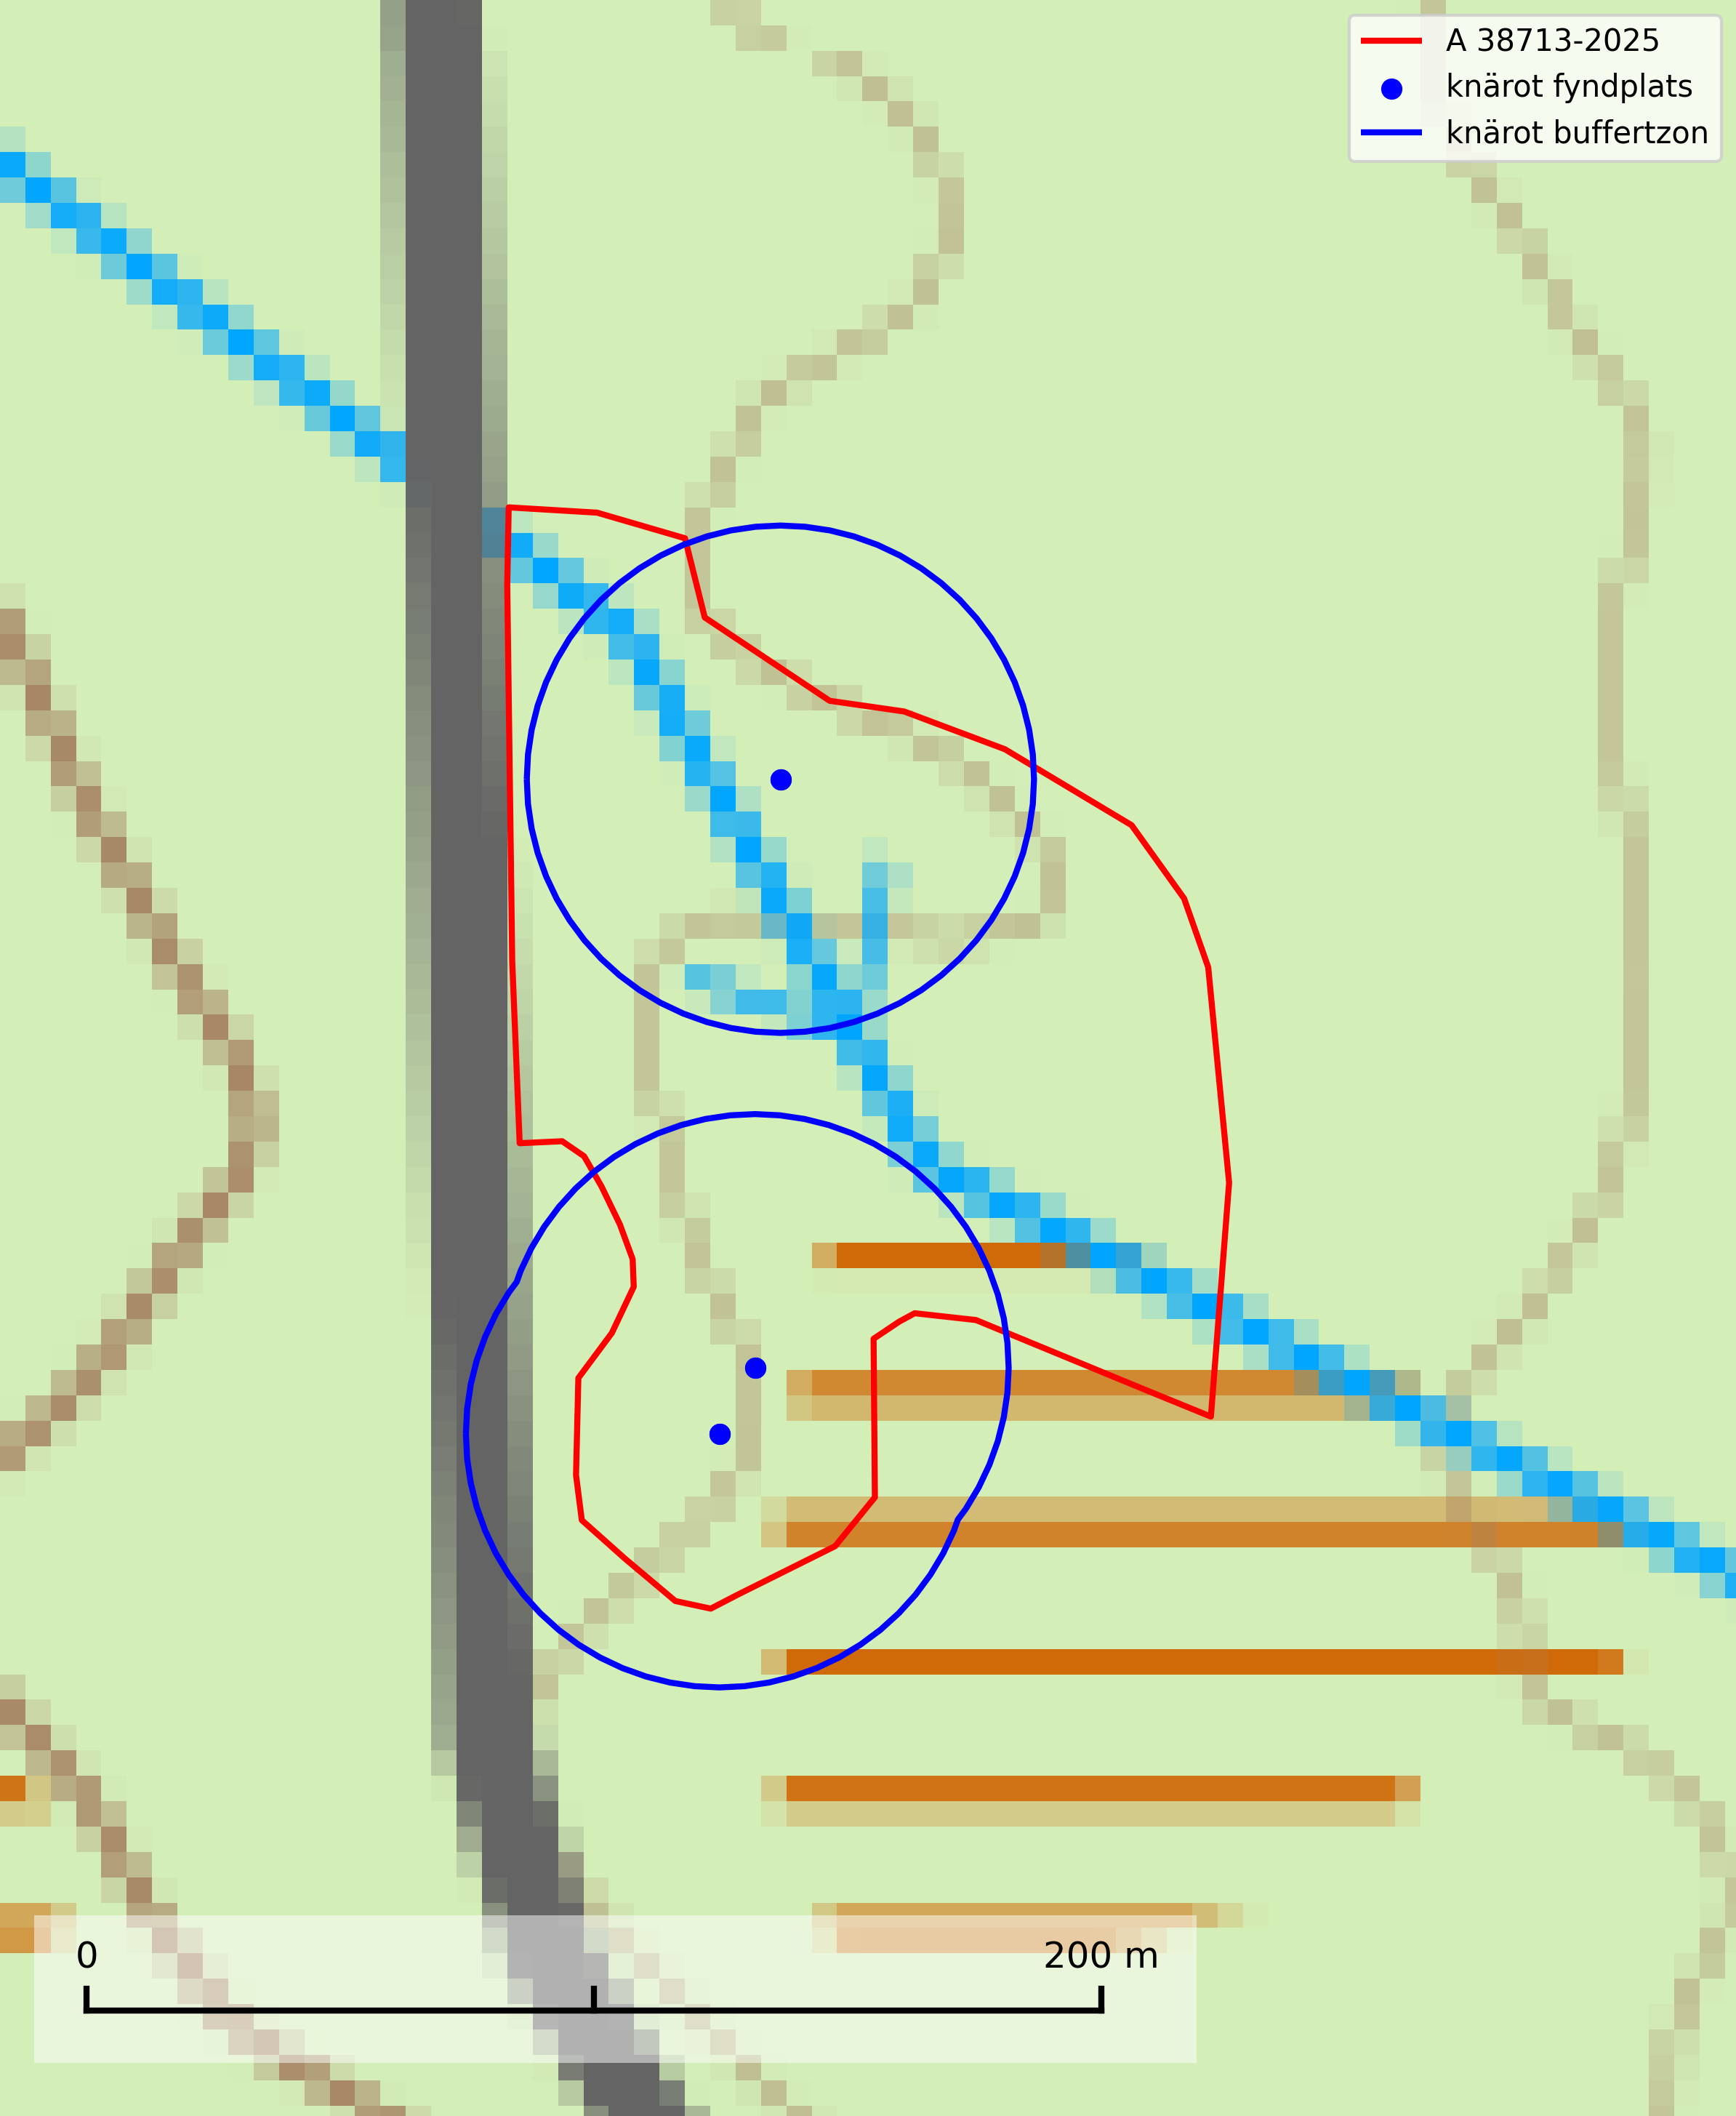 A 38713-2025
knärot fyndplats
knärot buffertzon
0
200 m